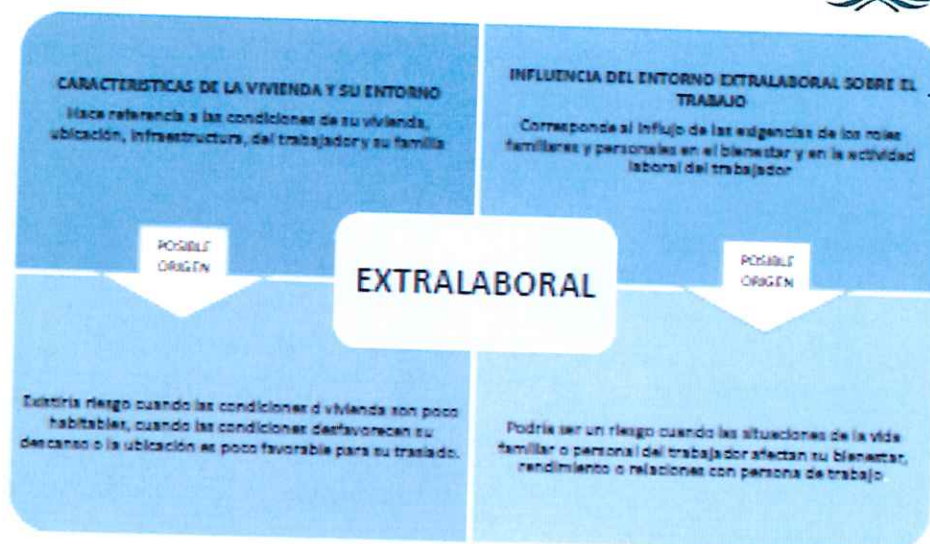 CARACTERISTICAS DE LA VIVIENDA Y SU ENTORNO
Hace referencia a las condiciones de su vivienda,
ubicación, infraestructura, del trabajador y su familia
INFLUENCIA DEL ENTORNO EXTRALABORAL SOBRE EL
TRABAJO
Corresponde al influjo de las exigencias de los roles
familiares y personales en el bienestar y en la actividad
laboral del trabajador
POSIBLE
ORIGEN
EXTRALABORAL
POSIBLE
ORIGEN
Existiría riesgo cuando las condiciones d vivienda son poco
habitables, cuando las condiciones desfavorecen su
descanso o la ubicación es poco favorable para su traslado.
Podría ser un riesgo cuando las situaciones de la vida
familiar o personal del trabajador afectan su bienestar,
rendimiento o relaciones con persona de trabajo